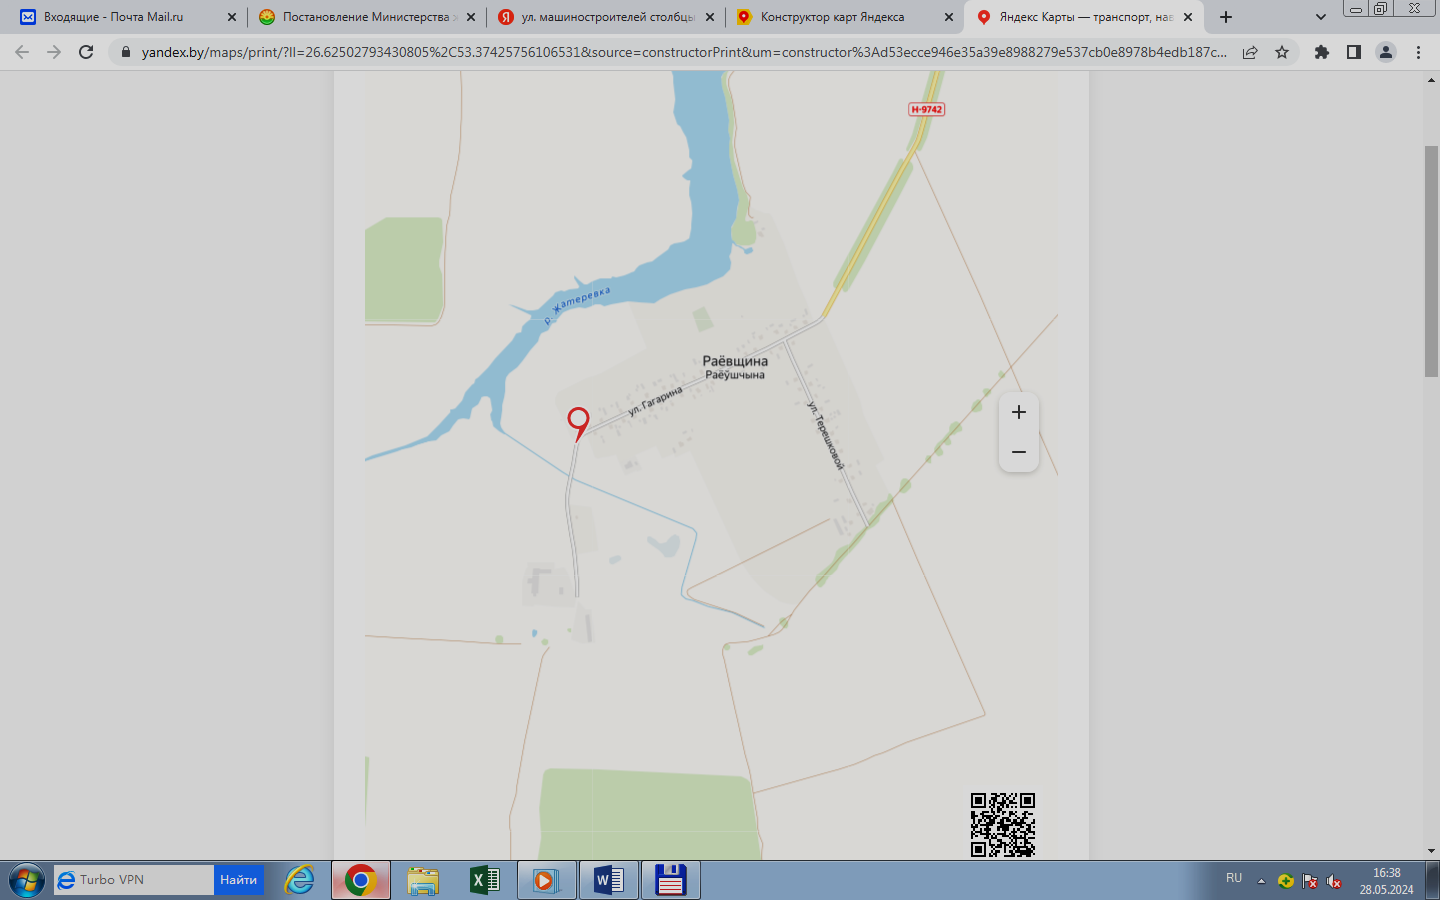 Входящие - Почта Mail.ru
Постановление Министерства
ул. машиностроителей столбцы
Конструктор карт Яндекса
Яндекс Карты — транспорт, нав
yandex.by/maps/print/?ll=26.62502793430805%2C53.374257561065318&source=constructorPrint&um=constructor%3Ad53ecce946e35a39e8988279e537cb0e8978b4edb187c...
Н-9742
р. Жатеревка
Раёвщина
Раёўшчына
ул. Гагарина
ул. Терешковой
+
−
Turbo VPN
Найти
RU
16:38
28.05.2024